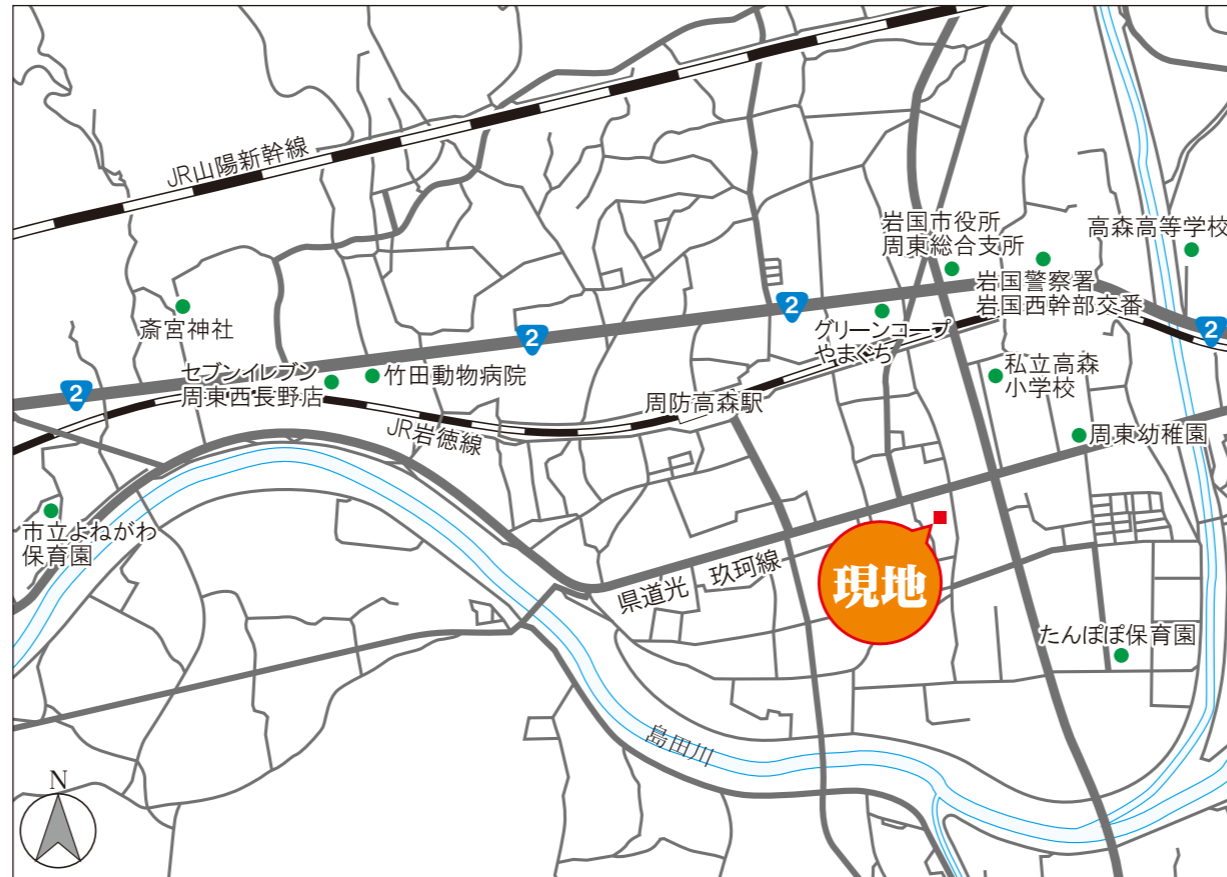 JR山陽新幹線
岩国市役所
周東総合支所
高森高等学校
岩国警察署
岩国西幹部交番
2
2
斎宮神社
2
グリーンコープ
やまぐち
2
セブンイレブン
周東西長野店
竹田動物病院
私立高森
小学校
周防高森駅
JR岩徳線
周東幼稚園
市立よねがわ
保育園
県道光 玖珂線
現地
たんぽぽ保育園
島田川
N